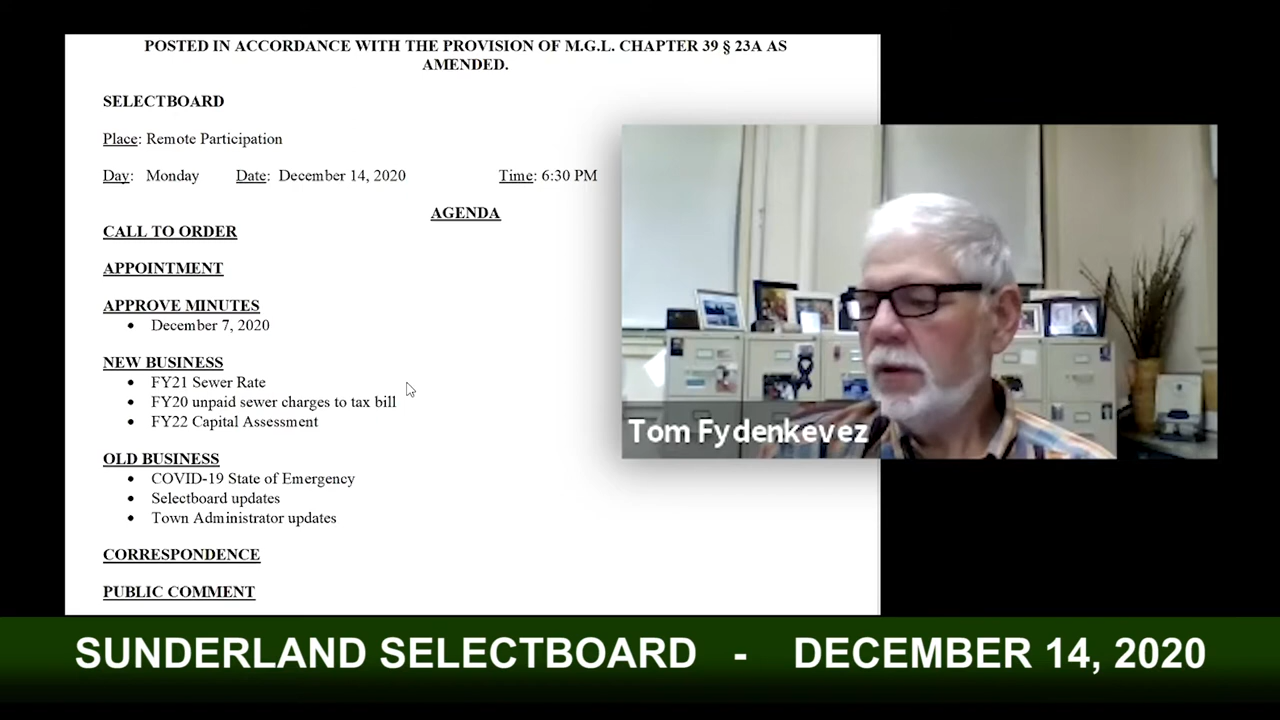 POSTED IN ACCORDANCE WITH THE PROVISION OF M.G.L. CHAPTER 39 § 23A AS
AMENDED.
SELECTBOARD
Place: Remote Participation
Day: Monday Date: December 14, 2020 Time: 6:30 PM
AGENDA
CALL TO ORDER
APPOINTMENT
APPROVE MINUTES
• December 7, 2020
NEW BUSINESS
• FY21 Sewer Rate
• FY20 unpaid sewer charges to tax bill
• FY22 Capital Assessment
OLD BUSINESS
• COVID-19 State of Emergency
• Selectboard updates
• Town Administrator updates
CORRESPONDENCE
PUBLIC COMMENT
Tom Fydenkevez
SUNDERLAND SELECTBOARD - DECEMBER 14, 2020